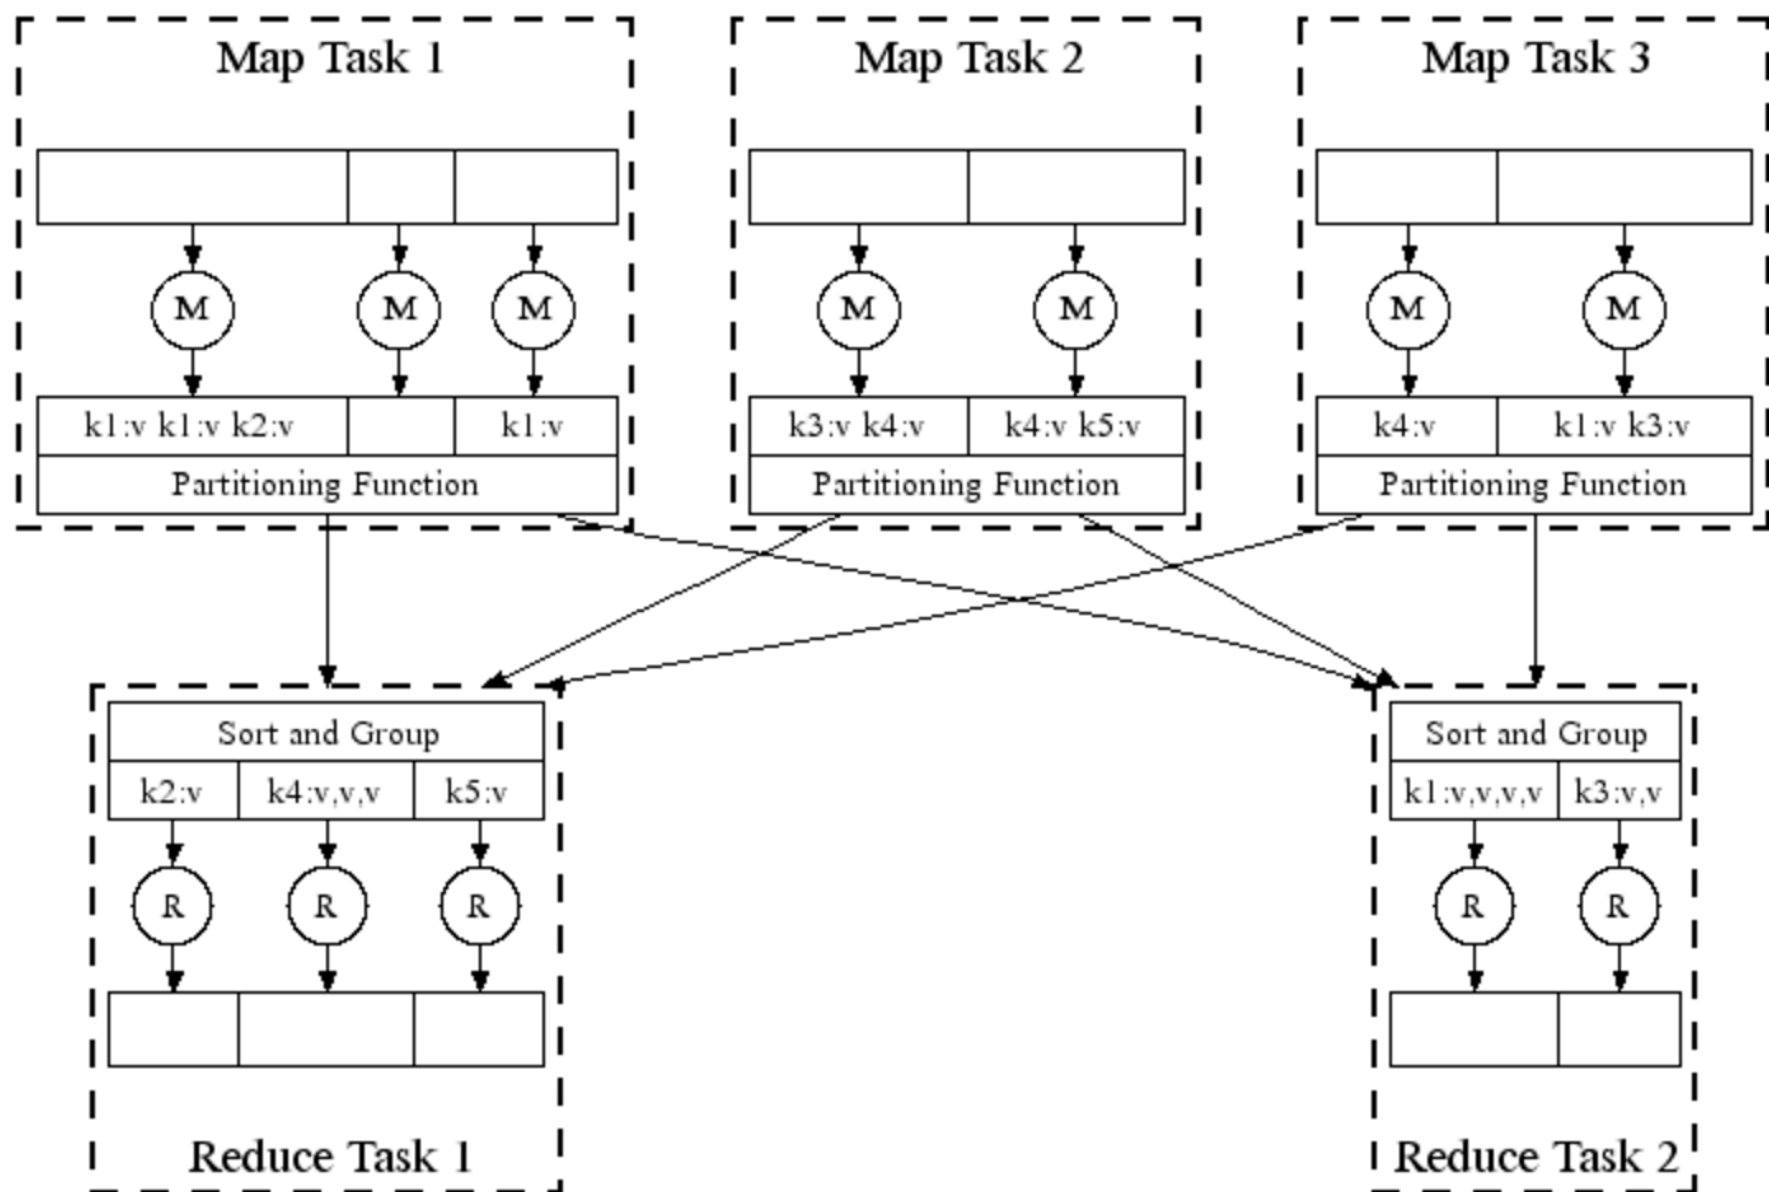 Map Task 1
Map Task 2
Map Task 3
M
M
M
M
M
M
M
k1:v k1:v k2:v
k1:v
k3:v k4:v
k4:v k5:v
k4:v
k1:v k3:v
Partitioning Function
Partitioning Function
Partitioning Function
Sort and Group
Sort and Group
k2:v
k4:v,v,v
k5:v
k1:v,v,v,v
k3:v,v
R
R
R
R
R
Reduce Task 1
Reduce Task 2